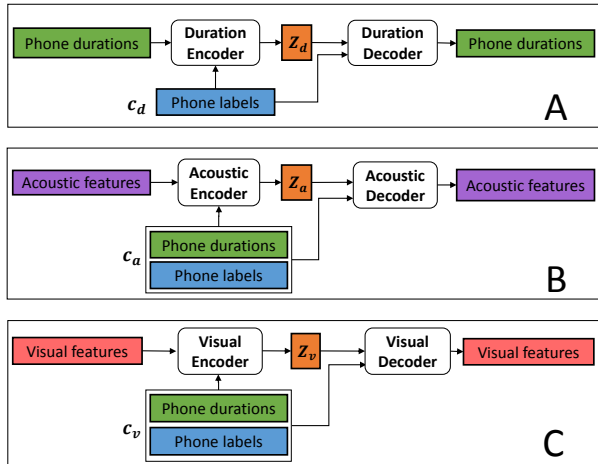 Phone durations
Duration
Encoder
Z_d
Duration
Decoder
Phone durations
c_d
Phone labels
A
Acoustic features
Acoustic
Encoder
Z_a
Acoustic
Decoder
Acoustic features
c_a
Phone durations
Phone labels
B
Visual features
Visual
Encoder
Z_v
Visual
Decoder
Visual features
c_v
Phone durations
Phone labels
C